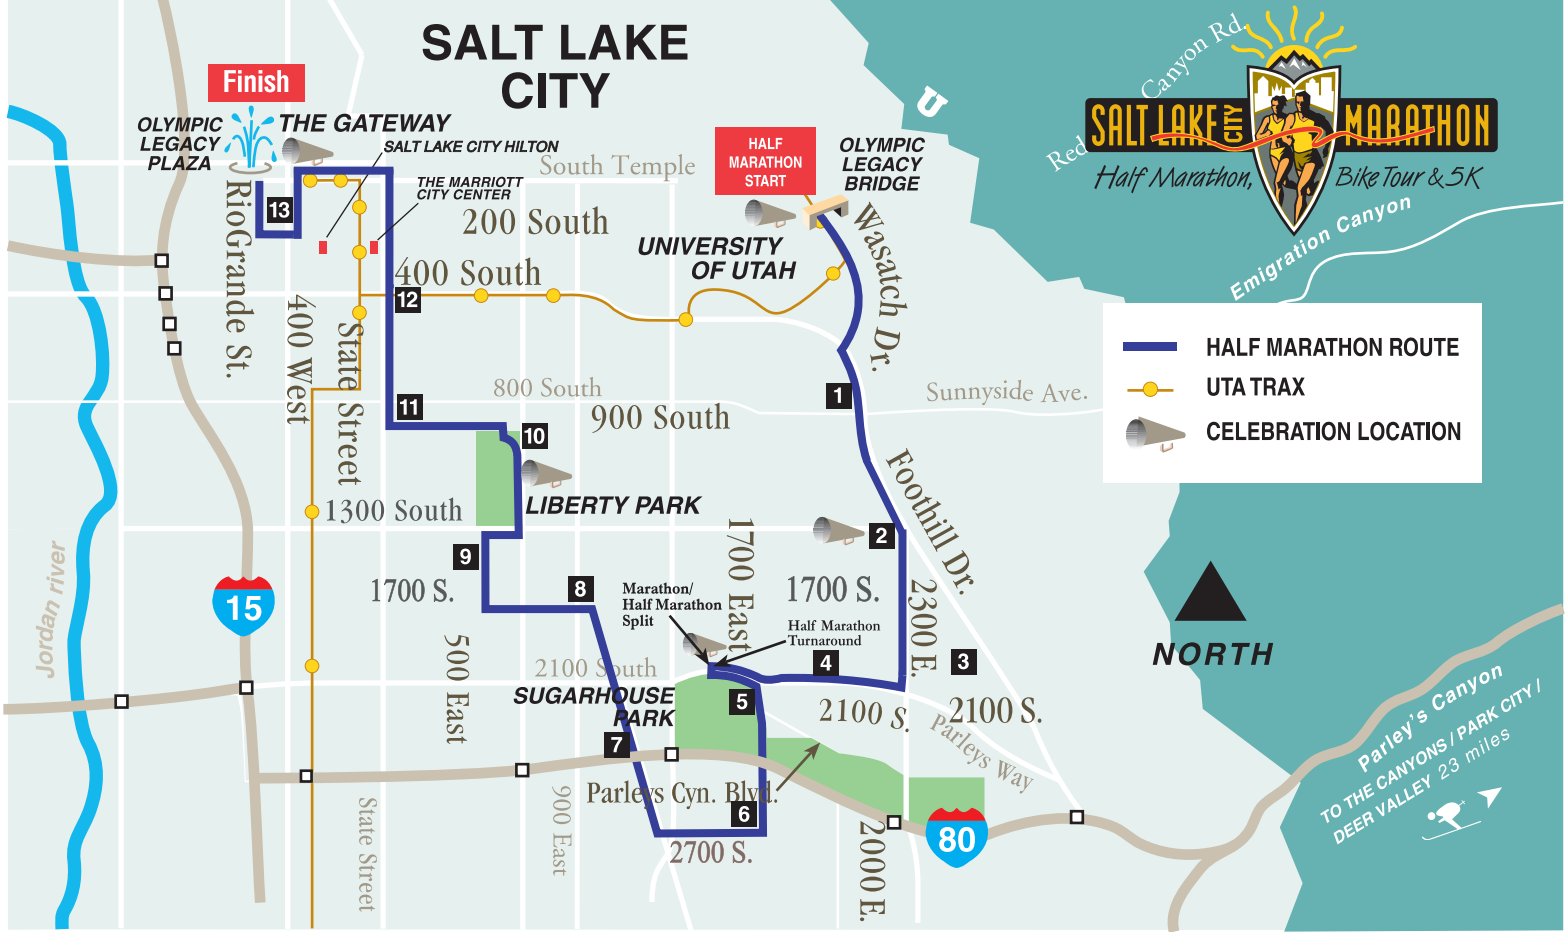 SALT LAKE
CITY
Finish
OLYMPIC
LEGACY
PLAZA
THE GATEWAY
SALT LAKE CITY HILTON
THE MARRIOTT
CITY CENTER
South Temple
HALF
MARATHON
START
OLYMPIC
LEGACY
BRIDGE
U
Red
Canyon Rd.
SALT LAKE CITY MARATHON
Half Marathon, Bike Tour & 5K
Emigration Canyon
13
RioGrande St.
200 South
UNIVERSITY
OF UTAH
Wasatch Dr.
400 South
12
400 West
State Street
HALF MARATHON ROUTE
UTA TRAX
CELEBRATION LOCATION
800 South
900 South
Sunnyside Ave.
1
11
10
LIBERTY PARK
1300 South
Foothill Dr.
2
9
1700 S.
8
Marathon/
Half Marathon
Split
1700 East
1700 S.
Half Marathon
Turnaround
2300 E.
3
4
Jordan river
15
500 East
2100 South
SUGARHOUSE
PARK
5
2100 S.
2100 S.
Parleys Way
7
Parleys Cyn. Blvd.
6
2700 S.
900 East
State Street
2000 E.
80
NORTH
Parley's Canyon
TO THE CANYONS / PARK CITY /
DEER VALLEY 23 miles